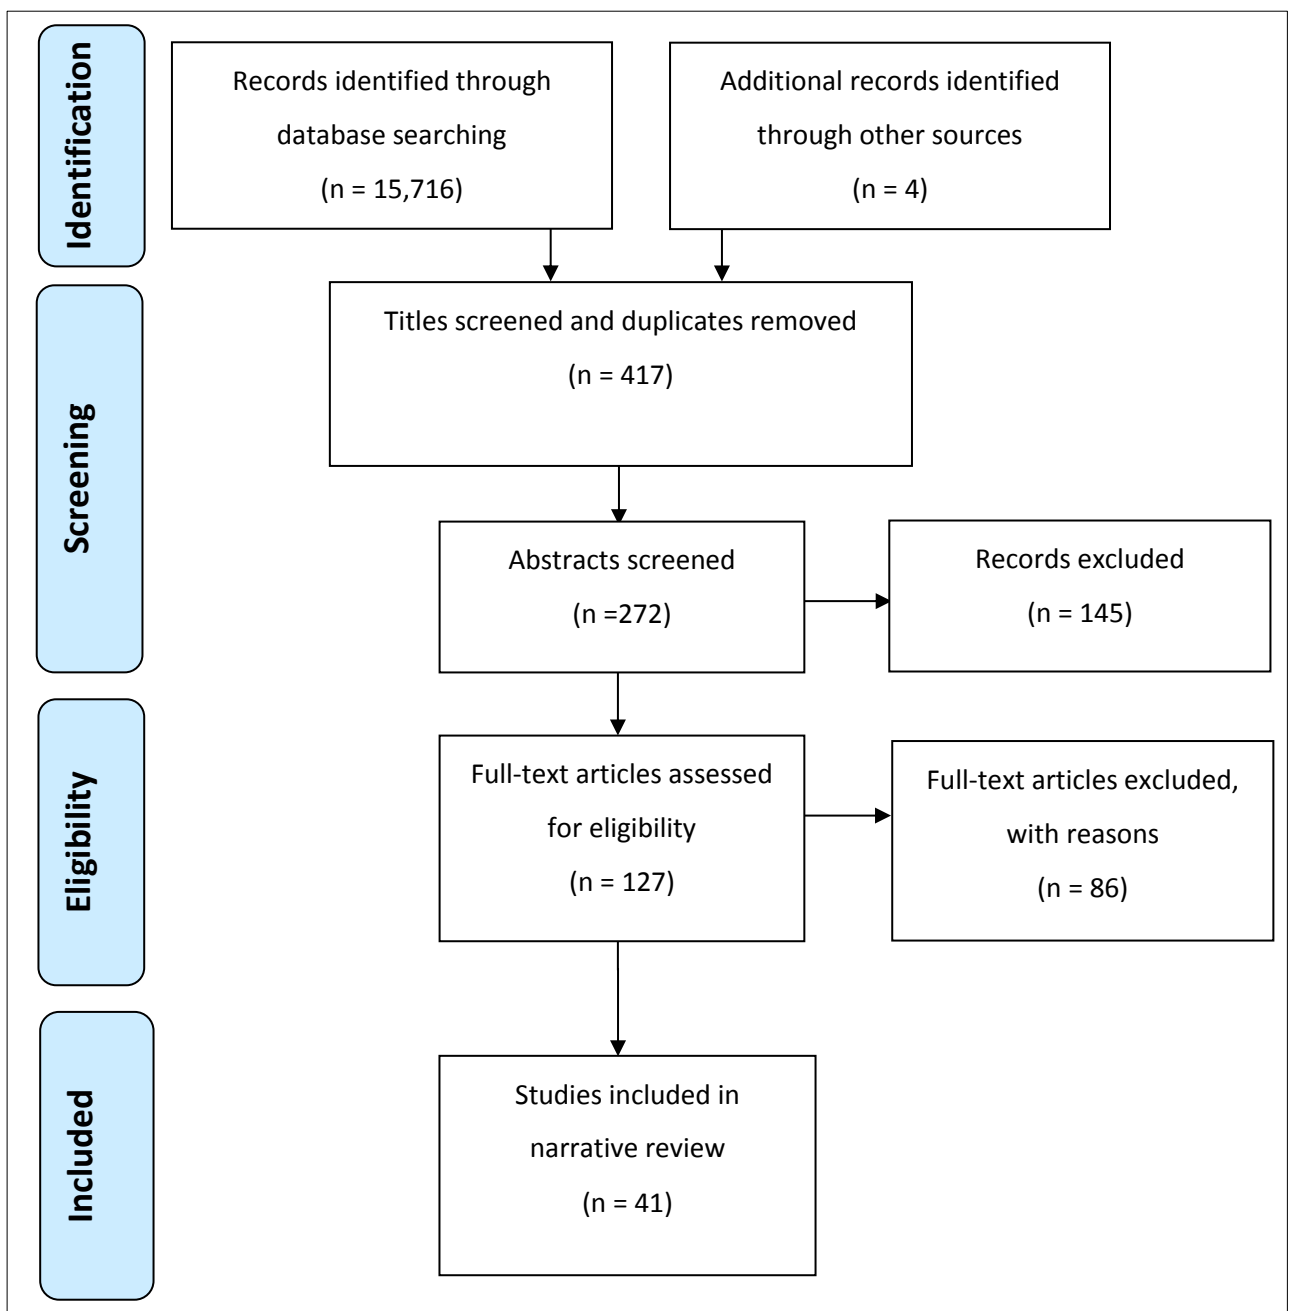 Identification
Records identified through
database searching
(n = 15,716)
Additional records identified
through other sources
(n = 4)
Screening
Titles screened and duplicates removed
(n = 417)
Abstracts screened
(n =272)
Records excluded
(n = 145)
Eligibility
Full-text articles assessed
for eligibility
(n = 127)
Full-text articles excluded,
with reasons
(n = 86)
Included
Studies included in
narrative review
(n = 41)